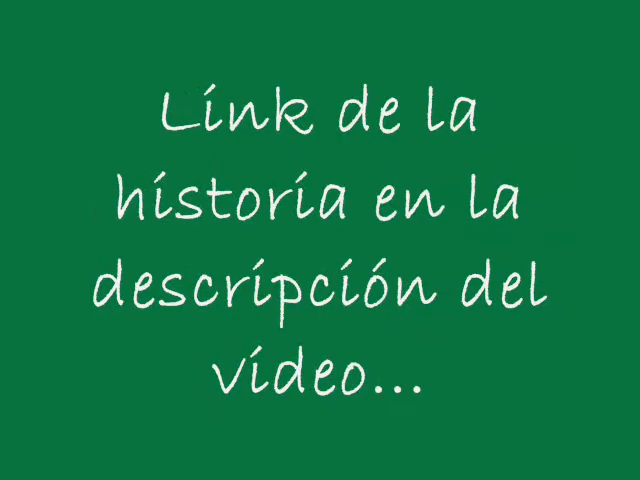 Link de la
historia en la
descripción del
video...